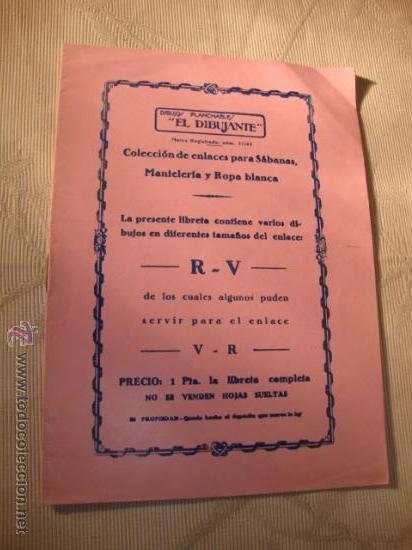 DIBUJOS PLANCHABLES
"EL DIBUJANTE"
Marca Registrada, núm.
Colección de enlaces para Sábanas,
Mantelería y Ropa blanca
La presente libreta contiene varios di-
bujos en diferentes tamaños del enlace:
R - V
de los cuales algunos puden
servir para el enlace
V - R
PRECIO: 1 Pta. la libreta completa
NO SE VENDEN HOJAS SUELTAS
ES PROPIEDAD - Queda hecho el depósito que marca la ley
www.todocoleccion.net
© todocoleccion.net